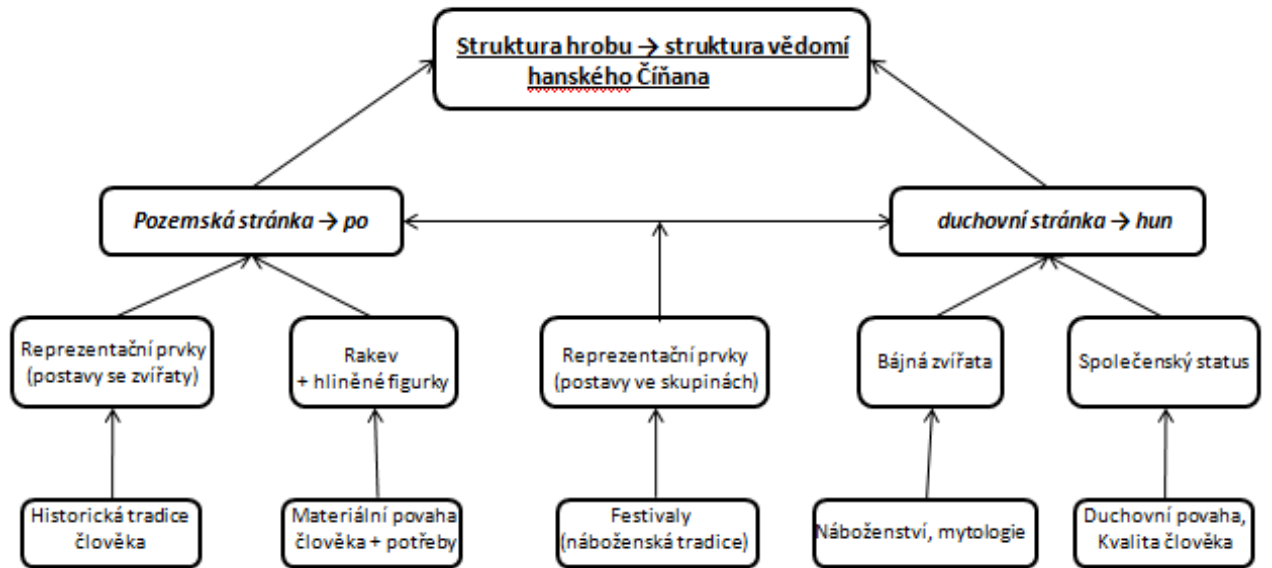 Struktura hrobu → struktura vědomí
hanského Číňana
Pozemská stránka → po
duchovní stránka → hun
Reprezentační prvky
(postavy se zvířaty)
Rakev
+ hliněné figurky
Reprezentační prvky
(postavy ve skupinách)
Bájná zvířata
Společenský status
Historická tradice
člověka
Materiální povaha
člověka + potřeby
Festivaly
(náboženská tradice)
Náboženství, mytologie
Duchovní povaha,
Kvalita člověka